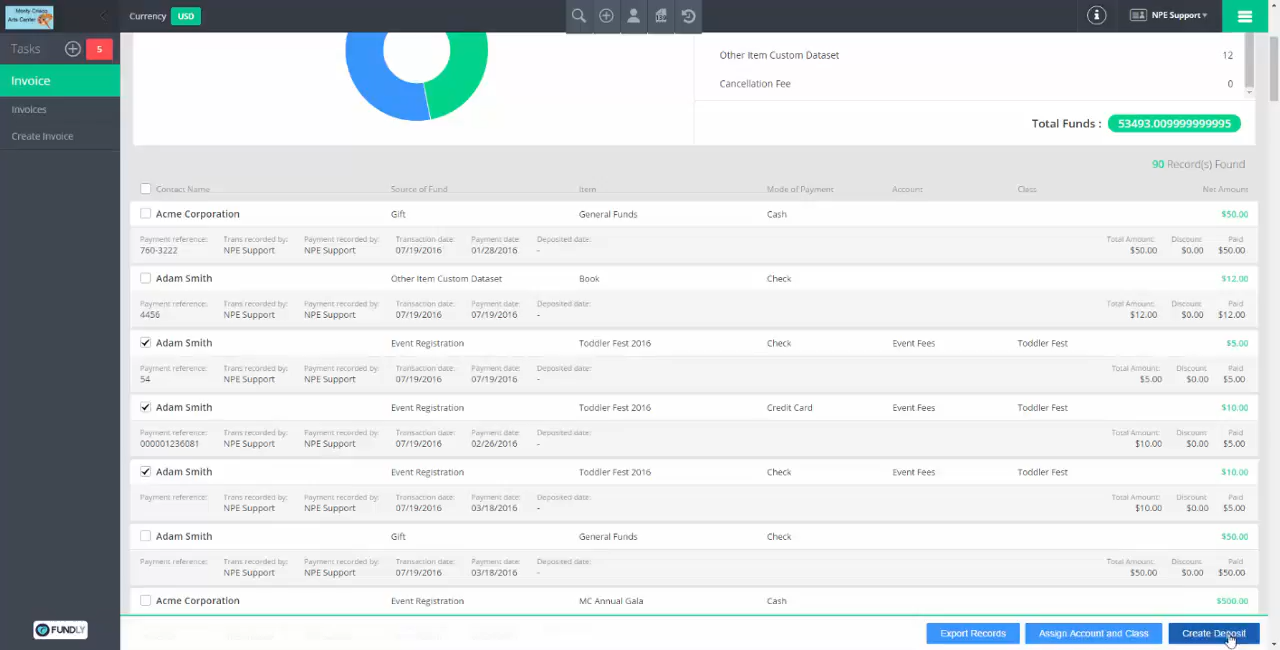 Monty Crisco
Arts Center
Currency USD
NPE Support
Tasks 5
Invoice
Invoices
Create Invoice
FUNDLY
Other Item Custom Dataset 12
Cancellation Fee 0
Total Funds : 53493.009999999995
90 Record(s) Found
Contact Name Source of Fund Item Mode of Payment Account Class Net Amount
Acme Corporation Gift General Funds Cash $50.00
Payment reference: Trans recorded by: Payment recorded by: Transaction date: Payment date: Deposited date: Total Amount: Discount Paid
760-3222 NPE Support NPE Support 07/19/2016 01/28/2016 - $50.00 $0.00 $50.00
Adam Smith Other Item Custom Dataset Book Check $12.00
Payment reference: Trans recorded by: Payment recorded by: Transaction date: Payment date: Deposited date: Total Amount: Discount Paid
4456 NPE Support NPE Support 07/19/2016 07/19/2016 - $12.00 $0.00 $12.00
Adam Smith Event Registration Toddler Fest 2016 Check Event Fees Toddler Fest $5.00
Payment reference: Trans recorded by: Payment recorded by: Transaction date: Payment date: Deposited date: Total Amount: Discount Paid
54 NPE Support NPE Support 07/19/2016 07/19/2016 - $5.00 $0.00 $5.00
Adam Smith Event Registration Toddler Fest 2016 Credit Card Event Fees Toddler Fest $10.00
Payment reference: Trans recorded by: Payment recorded by: Transaction date: Payment date: Deposited date: Total Amount: Discount Paid
000001236081 NPE Support NPE Support 07/19/2016 02/26/2016 - $10.00 $0.00 $5.00
Adam Smith Event Registration Toddler Fest 2016 Check Event Fees Toddler Fest $10.00
Payment reference: Trans recorded by: Payment recorded by: Transaction date: Payment date: Deposited date: Total Amount: Discount Paid
NPE Support NPE Support 07/19/2016 03/18/2016 - $10.00 $0.00 $5.00
Adam Smith Gift General Funds Check $50.00
Payment reference: Trans recorded by: Payment recorded by: Transaction date: Payment date: Deposited date: Total Amount: Discount Paid
NPE Support NPE Support 07/19/2016 03/18/2016 - $50.00 $0.00 $50.00
Acme Corporation Event Registration MC Annual Gala Cash $500.00
Export Records Assign Account and Class Create Deposit